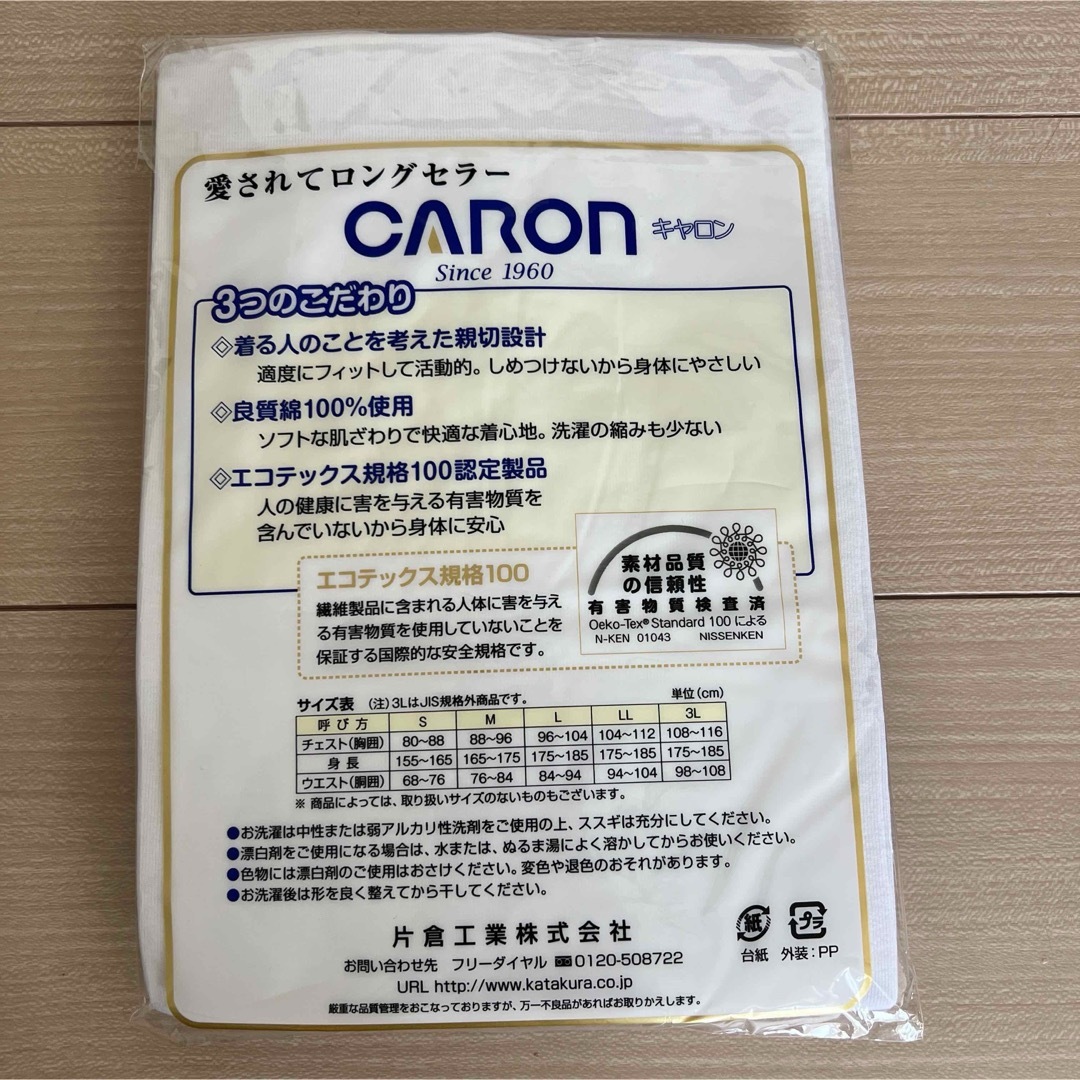 愛されてロングセラー
CARON キャロン
Since 1960
3つのこだわり
◇着る人のことを考えた親切設計
適度にフィットして活動的。しめつけないから身体にやさしい
◇良質綿100%使用
ソフトな肌ざわりで快適な着心地。洗濯の縮みも少ない
◇エコテックス規格100認定製品
人の健康に害を与える有害物質を
含んでいないから身体に安心
エコテックス規格100
繊維製品に含まれる人体に害を与え
る有害物質を使用していないことを
保証する国際的な安全規格です。
素材品質
の信頼性
有害物質検査済
Oeko-Tex® Standard 100 による
N-KEN 01043 NISSENKEN
サイズ表 (注)3LはJIS規格外商品です。 単位(cm)
呼び方 S M L LL 3L
チェスト(胸囲) 80~88 88~96 96~104 104~112 108~116
身長 155~165 165~175 175~185 175~185 175~185
ウエスト(胴囲) 68~76 76~84 84~94 94~104 98~108
※ 商品によっては、取り扱いサイズのないものもございます。
●お洗濯は中性または弱アルカリ性洗剤をご使用の上、ススギは充分にしてください。
●漂白剤をご使用になる場合は、水または、ぬるま湯によく溶かしてからお使いください。
●色物には漂白剤のご使用はおさけください。変色や退色のおそれがあります。
●お洗濯後は形を良く整えてから干してください。
片倉工業株式会社
お問い合わせ先 フリーダイヤル 0120-508722
URL http://www.katakura.co.jp
厳重な品質管理をおこなっておりますが、万一不良品があればお取りかえします。
紙 プラ
台紙 外装:PP